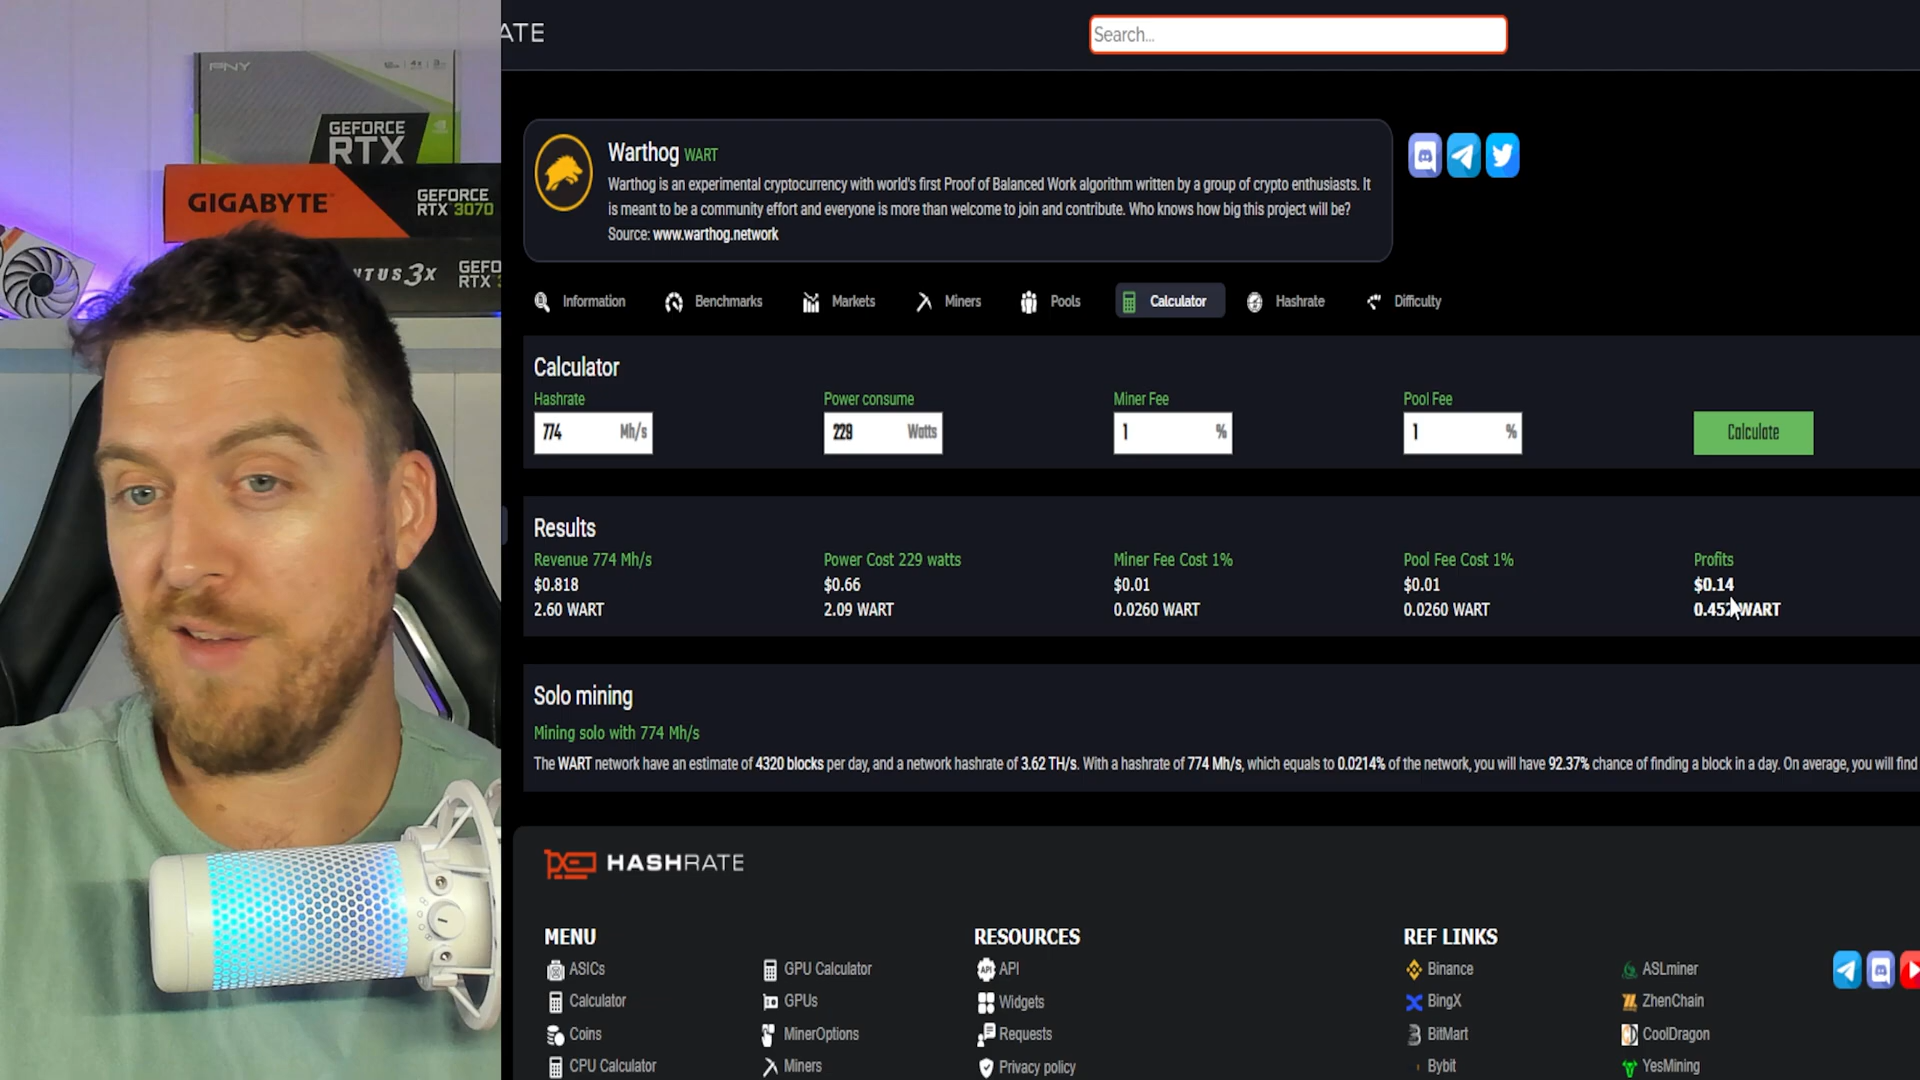 ATE
Search...
PNY
GEFORCE
RTX
GIGABYTE
GEFORCE
RTX 3070
NTUS 3X
GEFO
RTX
Warthog WART
Warthog is an experimental cryptocurrency with world's first Proof of Balanced Work algorithm written by a group of crypto enthusiasts. It
is meant to be a community effort and everyone is more than welcome to join and contribute. Who knows how big this project will be?
Source: www.warthog.network
Information Benchmarks Markets Miners Pools Calculator Hashrate Difficulty
Calculator
Hashrate Power consume Miner Fee Pool Fee
774 Mh/s 229 Watts 1 % 1 % Calculate
Results
Revenue 774 Mh/s Power Cost 229 watts Miner Fee Cost 1% Pool Fee Cost 1% Profits
$0.818 $0.66 $0.01 $0.01 $0.14
2.60 WART 2.09 WART 0.0260 WART 0.0260 WART 0.452 WART
Solo mining
Mining solo with 774 Mh/s
The WART network have an estimate of 4320 blocks per day, and a network hashrate of 3.62 TH/s. With a hashrate of 774 Mh/s, which equals to 0.0214% of the network, you will have 92.37% chance of finding a block in a day. On average, you will find
HASHRATE
MENU RESOURCES REF LINKS
ASICs GPU Calculator API Binance ASLminer
Calculator GPUs Widgets BingX ZhenChain
Coins MinerOptions Requests BitMart CoolDragon
CPU Calculator Miners Privacy policy Bybit YesMining